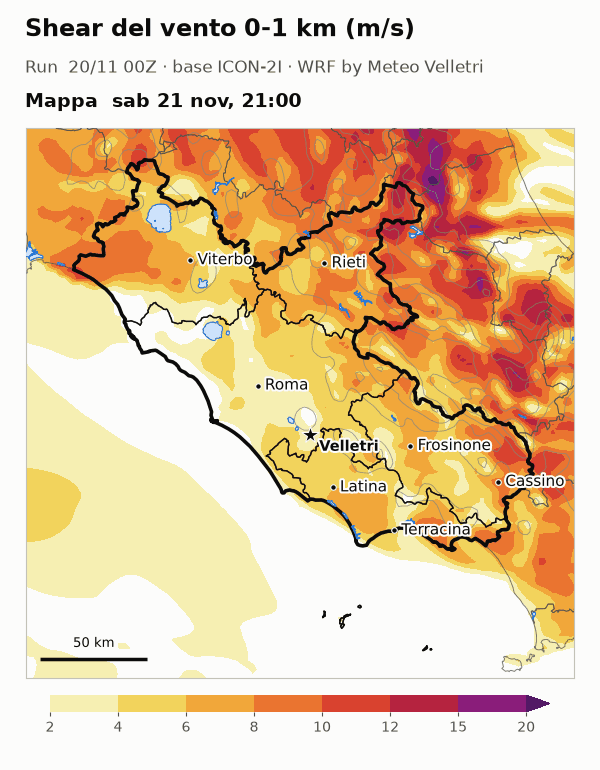 Shear del vento 0-1 km (m/s)
Run  20/11 00Z · base ICON-2I · WRF by Meteo Velletri
Mappa  sab 21 nov, 21:00
Viterbo
Rieti
Roma
Velletri
Frosinone
Cassino
Latina
Terracina
50 km
2 4 6 8 10 12 15 20